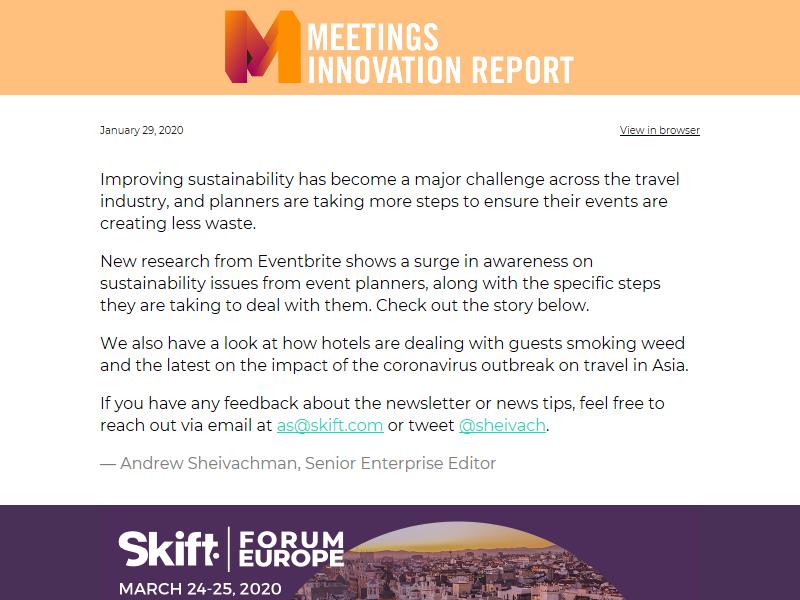 MEETINGS
INNOVATION REPORT
January 29, 2020
View in browser
Improving sustainability has become a major challenge across the travel
industry, and planners are taking more steps to ensure their events are
creating less waste.
New research from Eventbrite shows a surge in awareness on
sustainability issues from event planners, along with the specific steps
they are taking to deal with them. Check out the story below.
We also have a look at how hotels are dealing with guests smoking weed
and the latest on the impact of the coronavirus outbreak on travel in Asia.
If you have any feedback about the newsletter or news tips, feel free to
reach out via email at as@skift.com or tweet @sheivach.
— Andrew Sheivachman, Senior Enterprise Editor
Skift
FORUM
EUROPE
MARCH 24-25, 2020